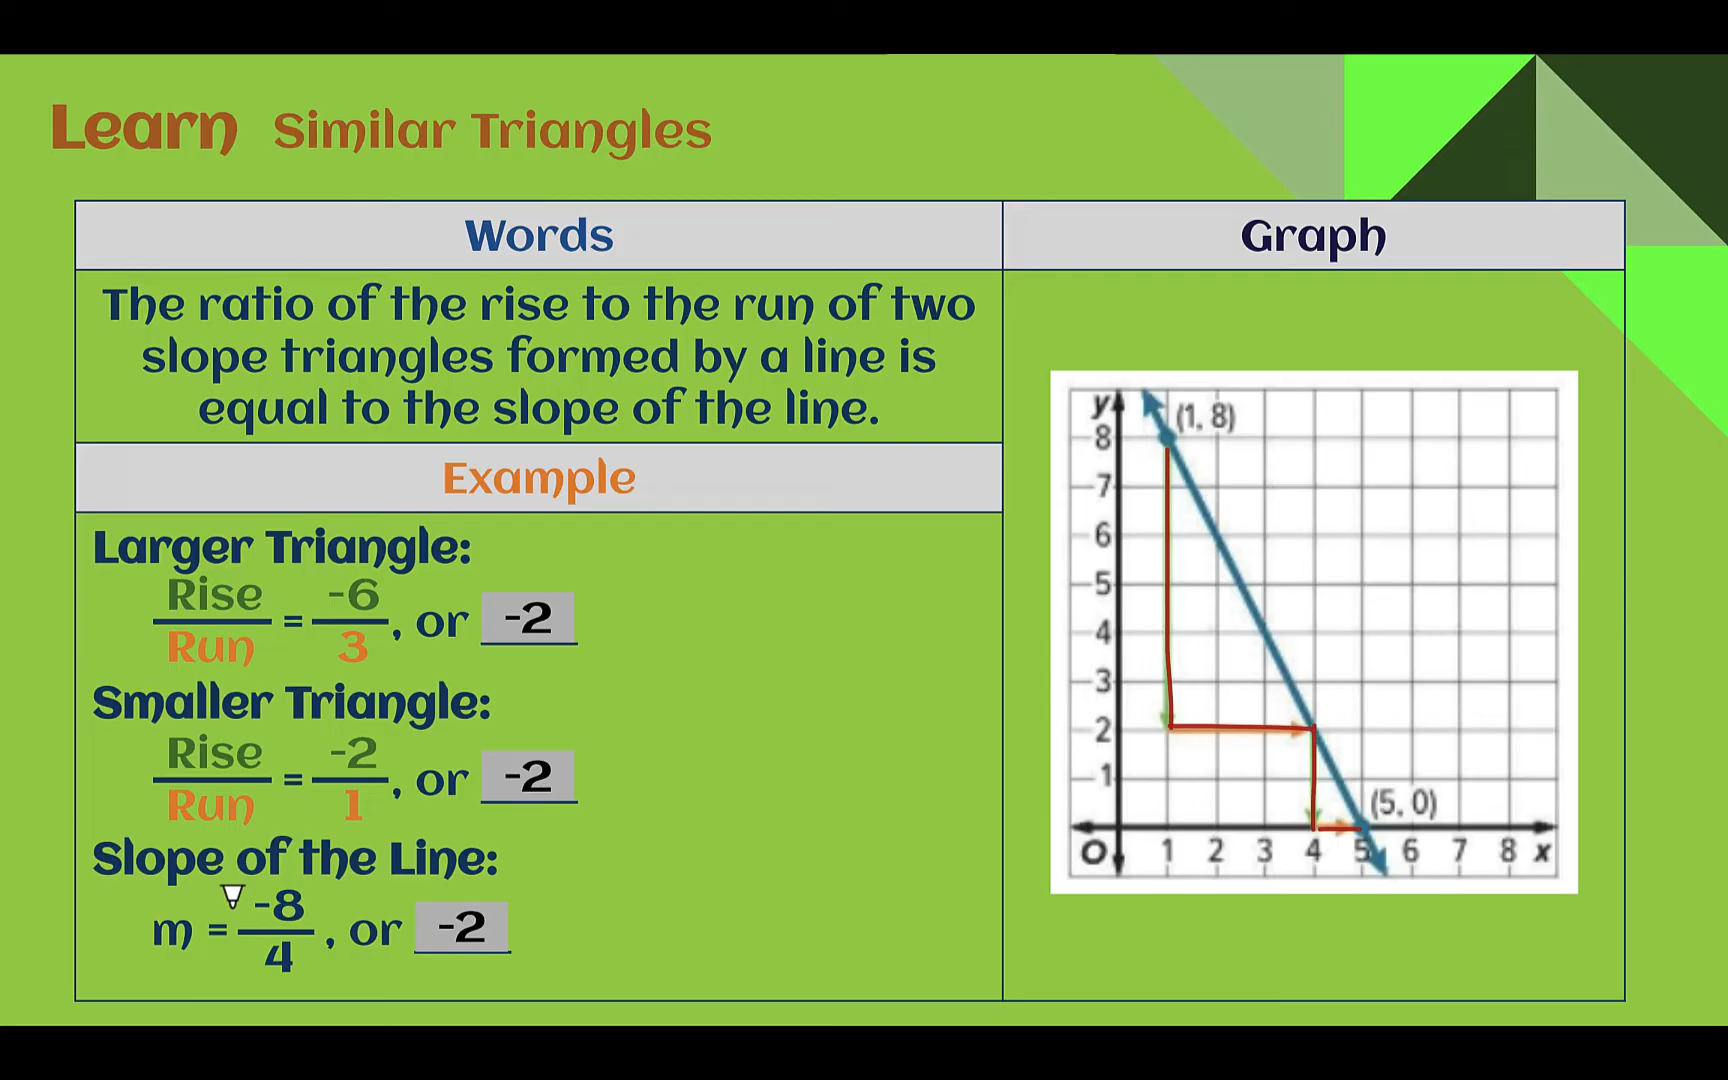 Learn Similar Triangles
Words
The ratio of the rise to the run of two
slope triangles formed by a line is
equal to the slope of the line.
Example
Larger Triangle:
Rise/Run = -6/3, or -2
Smaller Triangle:
Rise/Run = -2/1, or -2
Slope of the Line:
m = -8/4, or -2
Graph
y
(1, 8)
8
7
6
5
4
3
2
1
(5, 0)
O 1 2 3 4 5 6 7 8 x